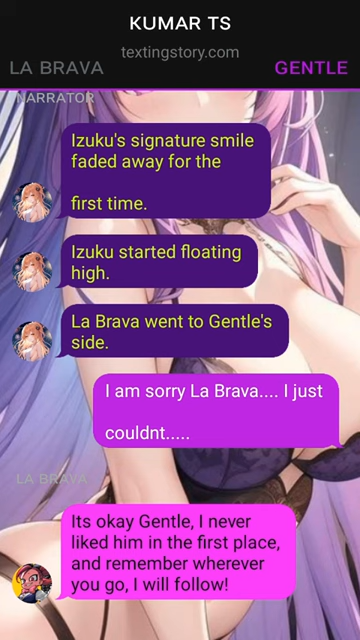 KUMAR TS
textingstory.com
LA BRAVA
GENTLE
NARRATOR
Izuku's signature smile
faded away for the
first time.
Izuku started floating
high.
La Brava went to Gentle's
side.
I am sorry La Brava.... I just
couldnt.....
LA BRAVA
Its okay Gentle, I never
liked him in the first place,
and remember wherever
you go, I will follow!